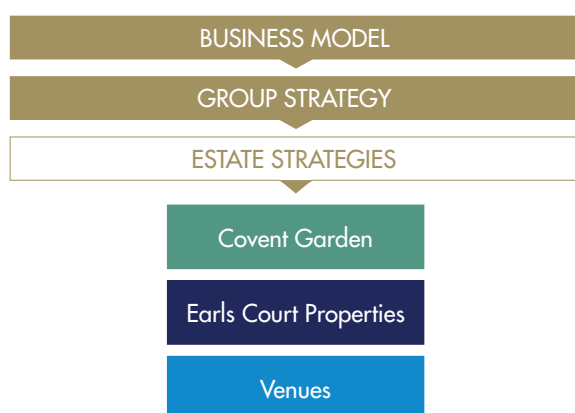 BUSINESS MODEL
GROUP STRATEGY
ESTATE STRATEGIES
Covent Garden
Earls Court Properties
Venues